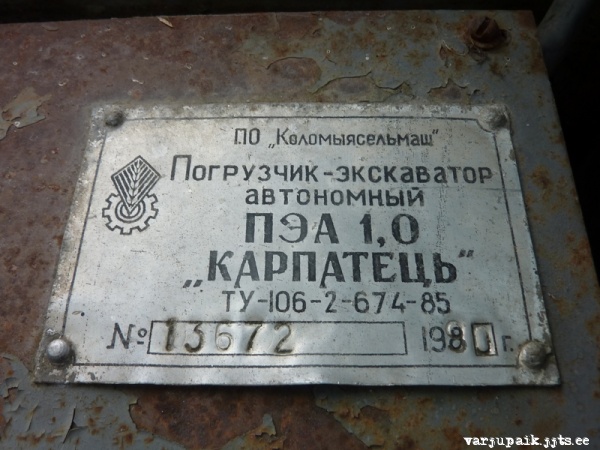 ПО „Коломыясельмаш"
Погрузчик-экскаватор
автономный
ПЭА 1,0
„КАРПАТЕЦЬ"
ТУ-106-2-674-85
№ 13672 1980 г.
varjupaik.jjts.ee